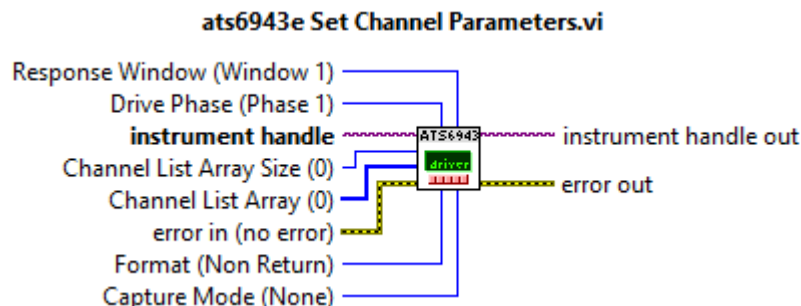 ats6943e Set Channel Parameters.vi
Response Window (Window 1)
Drive Phase (Phase 1)
instrument handle
Channel List Array Size (0)
Channel List Array (0)
error in (no error)
Format (Non Return)
Capture Mode (None)
ATS6943
driver
instrument handle out
error out